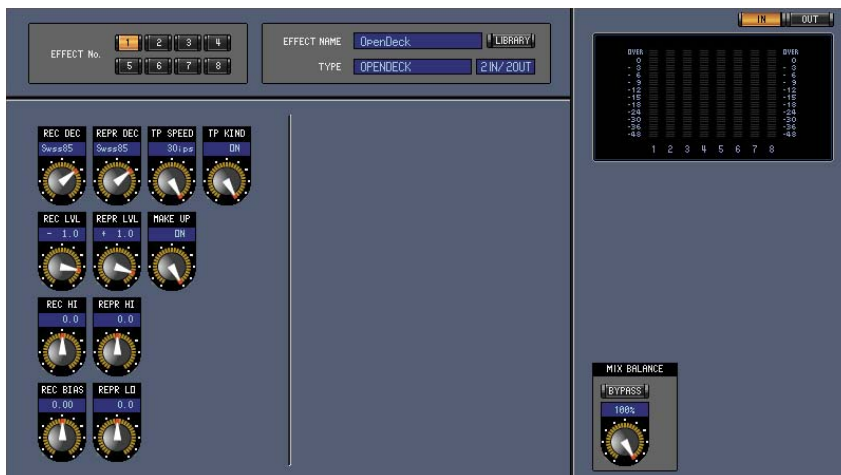 IN OUT
EFFECT No. 1 2 3 4
5 6 7 8
EFFECT NAME OpenDeck LIBRARY
TYPE OPENDECK 2 IN/ 2OUT
OVER OVER
0 0
- 3 - 3
- 6 - 6
- 9 - 9
-12 -12
-15 -15
-18 -18
-24 -24
-30 -30
-36 -36
-48 -48
1 2 3 4 5 6 7 8
REC DEC REPR DEC TP SPEED TP KIND
Swss85 Swss85 30ips ON
REC LVL REPR LVL MAKE UP
- 1.0 + 1.0 ON
REC HI REPR HI
0.0 0.0
REC BIAS REPR LO
0.00 0.0
MIX BALANCE
BYPASS
100%